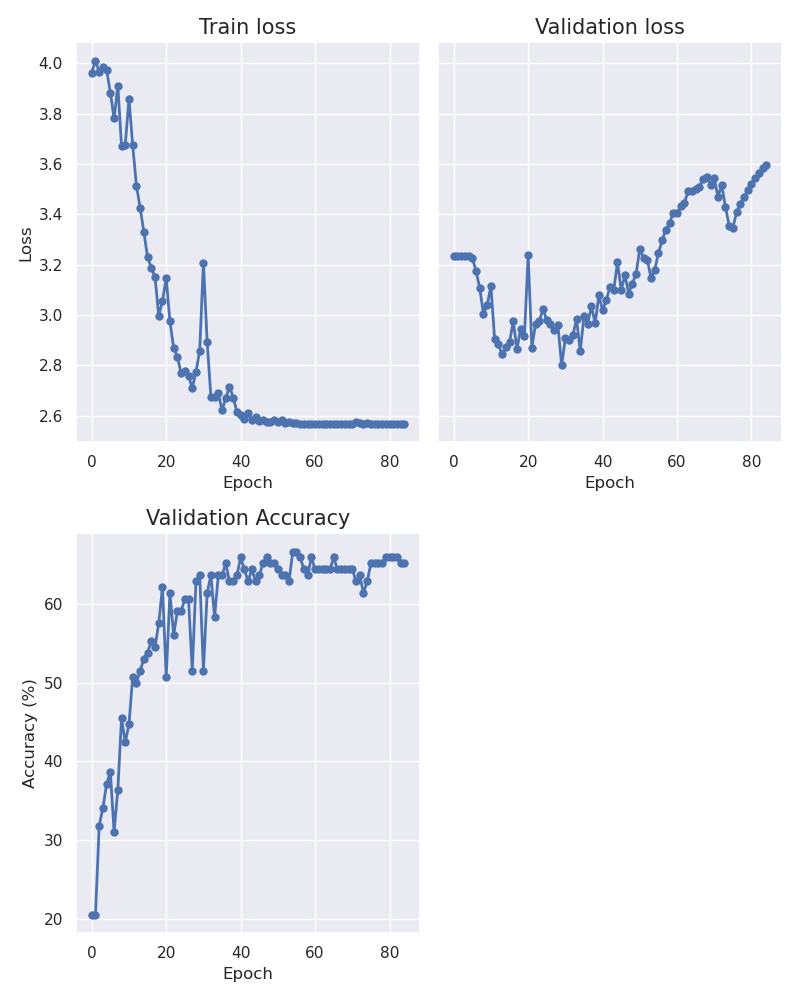 Train loss
Validation loss
4.0
3.8
3.6
3.4
3.2
3.0
2.8
2.6
Loss
0 20 40 60 80
0 20 40 60 80
Epoch
Epoch
Validation Accuracy
60
50
40
30
20
Accuracy (%)
0 20 40 60 80
Epoch